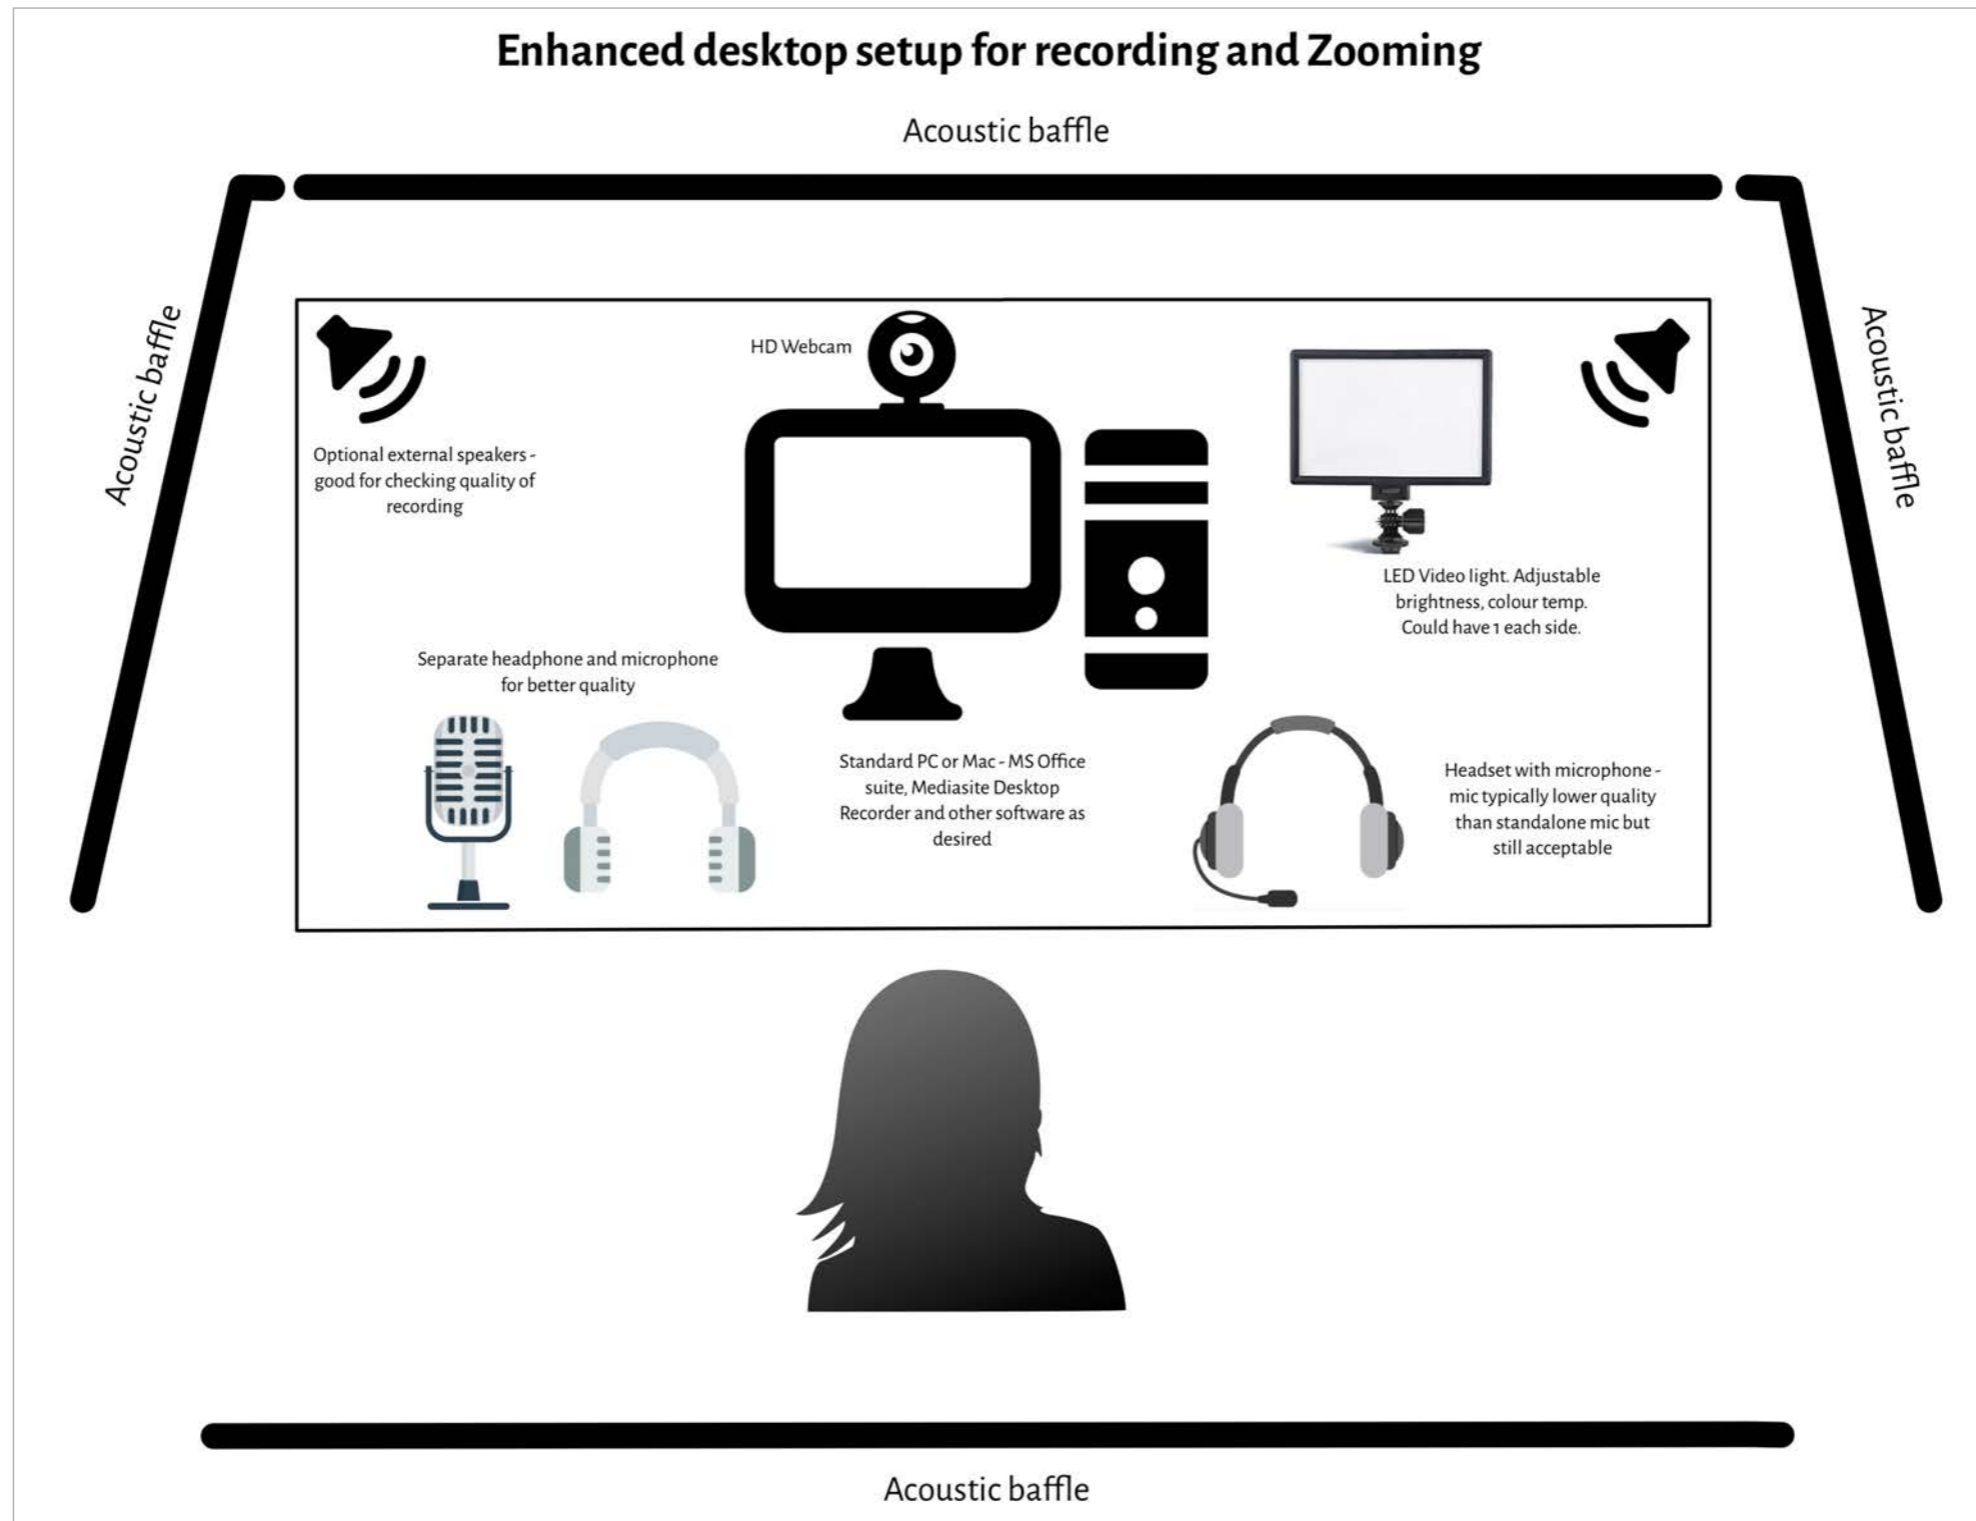 Enhanced desktop setup for recording and Zooming
Acoustic baffle
Acoustic baffle
Acoustic baffle
HD Webcam
Optional external speakers -
good for checking quality of
recording
LED Video light. Adjustable
brightness, colour temp.
Could have 1 each side.
Separate headphone and microphone
for better quality
Standard PC or Mac - MS Office
suite, Mediasite Desktop
Recorder and other software as
desired
Headset with microphone -
mic typically lower quality
than standalone mic but
still acceptable
Acoustic baffle